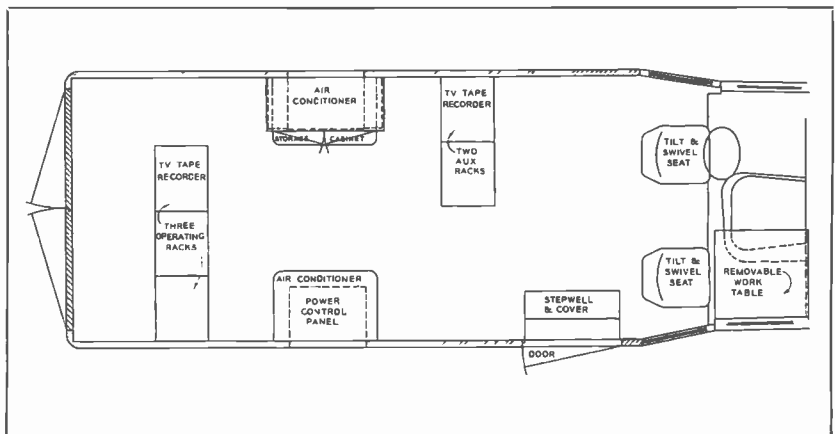 AIR
CONDITIONER
STORAGE CABINET
TV TAPE
RECORDER
TWO
AUX
RACKS
TILT &
SWIVEL
SEAT
TV TAPE
RECORDER
THREE
OPERATING
RACKS
AIR CONDITIONER
POWER
CONTROL
PANEL
STEPWELL
& COVER
DOOR
TILT &
SWIVEL
SEAT
REMOVABLE
WORK
TABLE